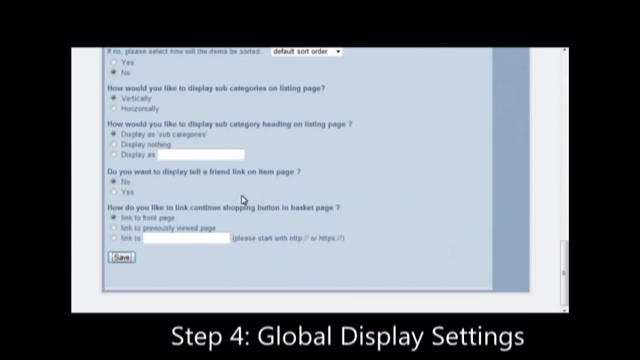 If no, please select how will the items be sorted: default sort order
Yes
No
How would you like to display sub categories on listing page?
Vertically
Horizontally
How would you like to display sub category heading on listing page ?
Display as 'sub categories'
Display nothing
Display as
Do you want to display tell a friend link on item page ?
No
Yes
How do you like to link continue shopping button in basket page ?
link to front page
link to previously viewed page
link to (please start with http:// or https://)
Save
Step 4: Global Display Settings